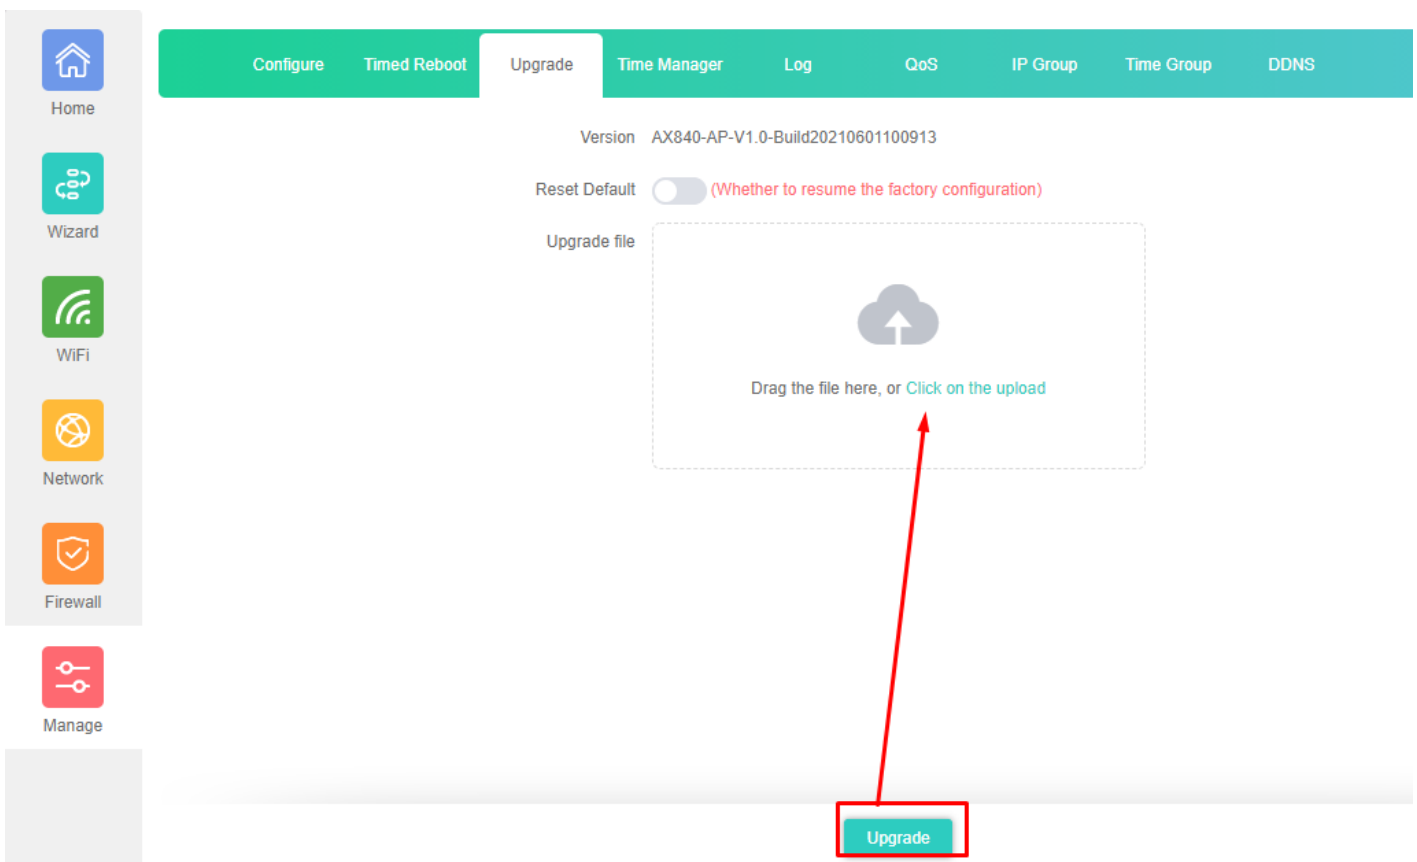 Home
Wizard
WiFi
Network
Firewall
Manage
Configure Timed Reboot Upgrade Time Manager Log QoS IP Group Time Group DDNS
Version AX840-AP-V1.0-Build20210601100913
Reset Default (Whether to resume the factory configuration)
Upgrade file
Drag the file here, or Click on the upload
Upgrade